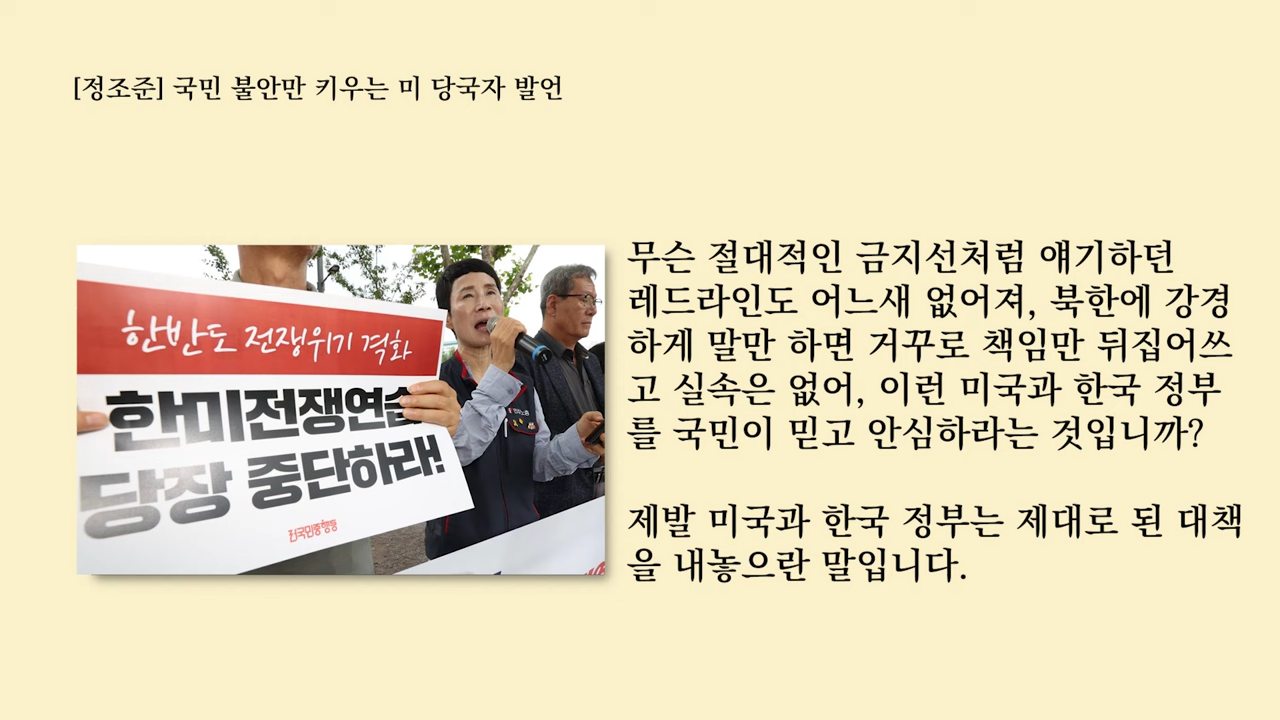 [정조준] 국민 불안만 키우는 미 당국자 발언
한반도 전쟁위기 격화
한미전쟁연습
당장 중단하라!
전국민중행동
무슨 절대적인 금지선처럼 얘기하던
레드라인도 어느새 없어져, 북한에 강경
하게 말만 하면 거꾸로 책임만 뒤집어쓰
고 실속은 없어, 이런 미국과 한국 정부
를 국민이 믿고 안심하라는 것입니까?
제발 미국과 한국 정부는 제대로 된 대책
을 내놓으란 말입니다.